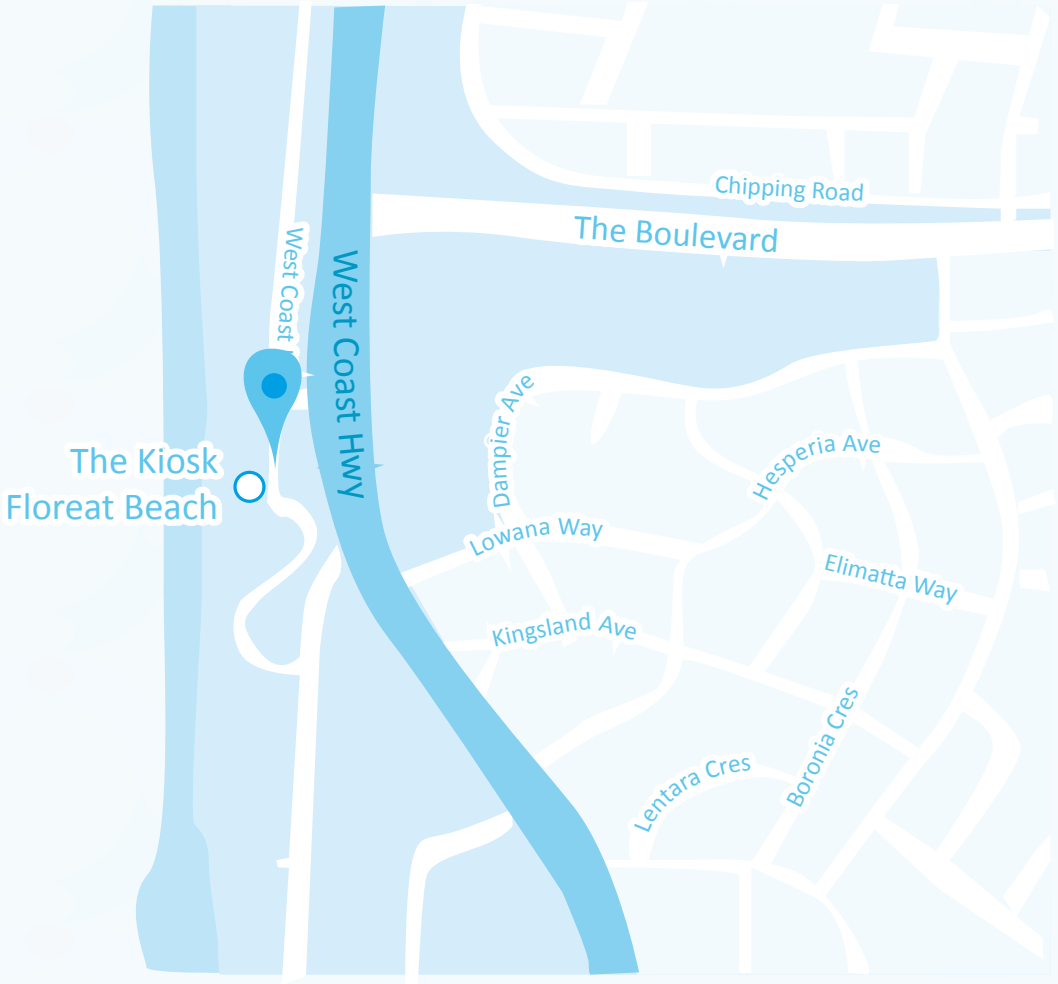 Chipping Road
The Boulevard
West Coast
West Coast Hwy
Dampier Ave
Hesperia Ave
The Kiosk
Floreat Beach
Lowana Way
Elimatta Way
Kingsland Ave
Boronia Cres
Lentara Cres